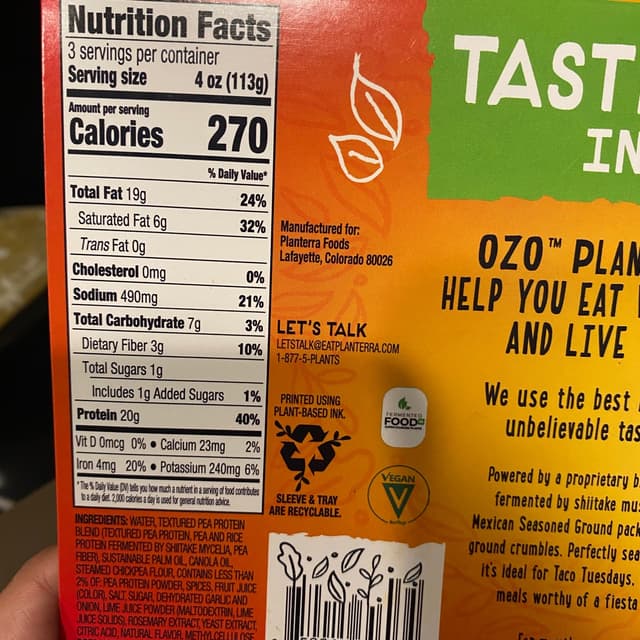 Nutrition Facts
3 servings per container
Serving size 4 oz (113g)
Amount per serving
Calories 270
% Daily Value*
Total Fat 19g 24%
Saturated Fat 6g 32%
Trans Fat 0g
Cholesterol 0mg 0%
Sodium 490mg 21%
Total Carbohydrate 7g 3%
Dietary Fiber 3g 10%
Total Sugars 1g
Includes 1g Added Sugars 1%
Protein 20g 40%
Vit D 0mcg 0% • Calcium 23mg 2%
Iron 4mg 20% • Potassium 240mg 6%
*The % Daily Value (DV) tells you how much a nutrient in a serving of food contributes
to a daily diet. 2,000 calories a day is used for general nutrition advice.
INGREDIENTS: WATER, TEXTURED PEA PROTEIN
BLEND (TEXTURED PEA PROTEIN, PEA AND RICE
PROTEIN FERMENTED BY SHIITAKE MYCELIA, PEA
FIBER), SUSTAINABLE PALM OIL, CANOLA OIL,
STEAMED CHICKPEA FLOUR, CONTAINS LESS THAN
2% OF: PEA PROTEIN POWDER, SPICES, FRUIT JUICE
(COLOR), SALT, SUGAR, DEHYDRATED GARLIC AND
ONION, LIME JUICE POWDER (MALTODEXTRIN, LIME
JUICE SOLIDS), ROSEMARY EXTRACT, YEAST EXTRACT,
CITRIC ACID, NATURAL FLAVOR, METHYLCELLULOSE
Manufactured for:
Planterra Foods
Lafayette, Colorado 80026
LET'S TALK
LETSTALK@EATPLANTERRA.COM
1-877-5-PLANTS
PRINTED USING
PLANT-BASED INK.
SLEEVE & TRAY
ARE RECYCLABLE.
FERMENTED
FOOD
VEGAN
TAST
IN
OZO™ PLAN
HELP YOU EAT
AND LIVE
We use the best
unbelievable tas
Powered by a proprietary b
fermented by shiitake mus
Mexican Seasoned Ground pack
ground crumbles. Perfectly sea
it's ideal for Taco Tuesdays,
meals worthy of a fiesta